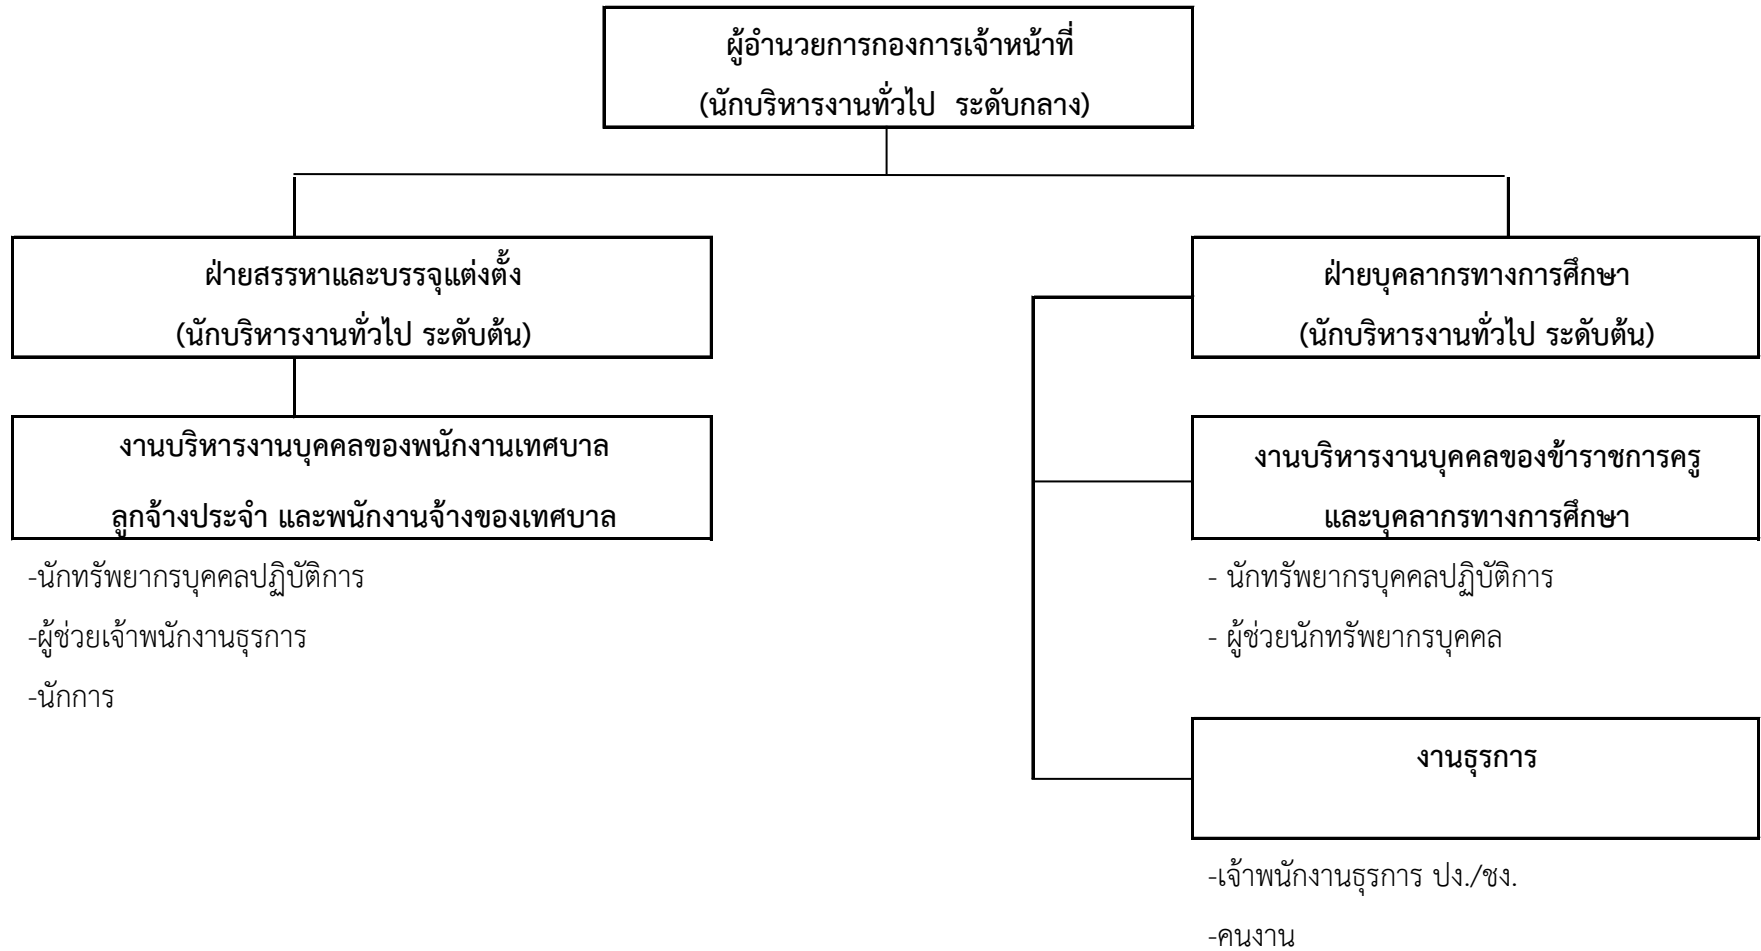 ผู้อำนวยการกองการเจ้าหน้าที่
(นักบริหารงานทั่วไป ระดับกลาง)
ฝ่ายสรรหาและบรรจุแต่งตั้ง
(นักบริหารงานทั่วไป ระดับต้น)
งานบริหารงานบุคคลของพนักงานเทศบาล
ลูกจ้างประจำ และพนักงานจ้างของเทศบาล
-นักทรัพยากรบุคคลปฏิบัติการ
-ผู้ช่วยเจ้าพนักงานธุรการ
-นักการ
ฝ่ายบุคลากรทางการศึกษา
(นักบริหารงานทั่วไป ระดับต้น)
งานบริหารงานบุคคลของข้าราชการครู
และบุคลากรทางการศึกษา
- นักทรัพยากรบุคคลปฏิบัติการ
- ผู้ช่วยนักทรัพยากรบุคคล
งานธุรการ
-เจ้าพนักงานธุรการ ปง./ชง.
-คนงาน